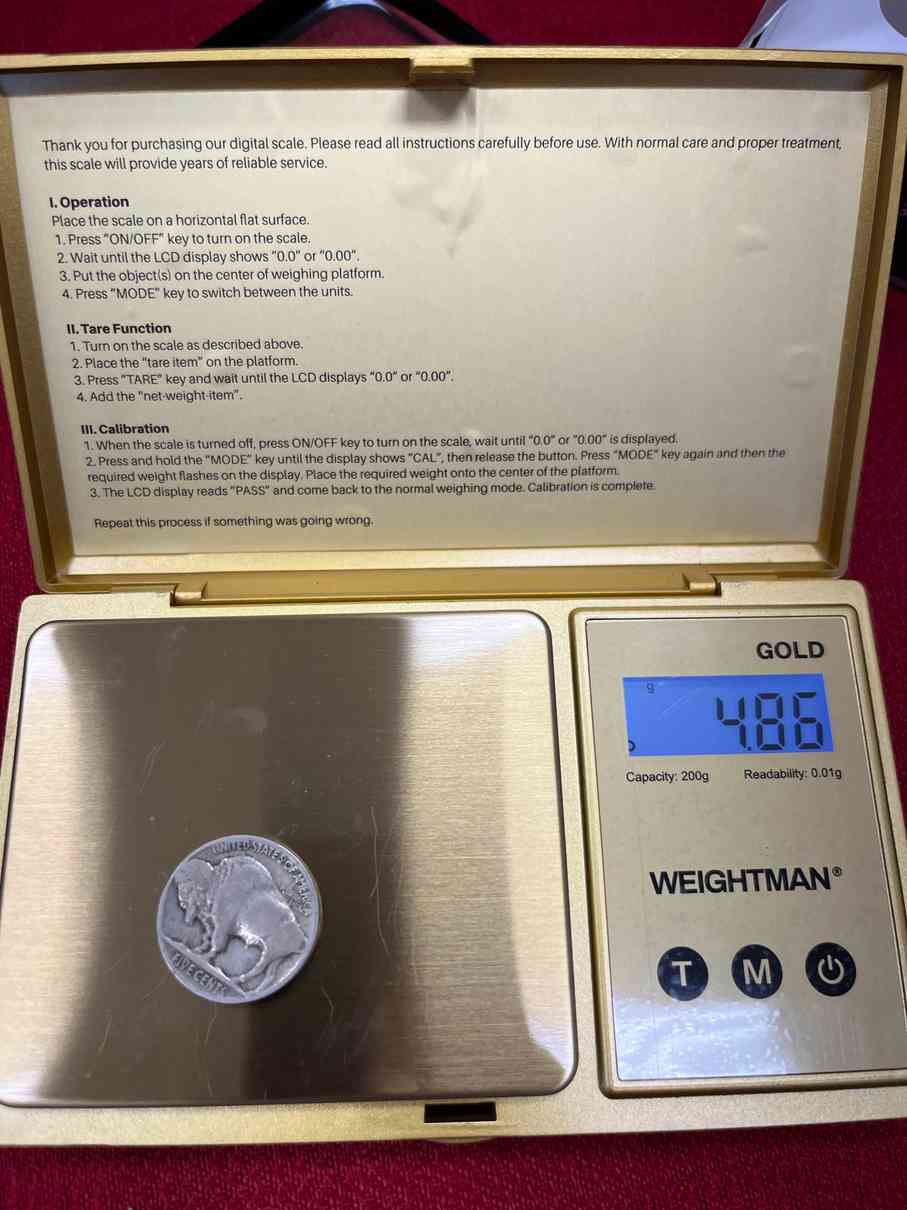 Thank you for purchasing our digital scale. Please read all instructions carefully before use. With normal care and proper treatment,
this scale will provide years of reliable service.
I. Operation
Place the scale on a horizontal flat surface.
1. Press "ON/OFF" key to turn on the scale.
2. Wait until the LCD display shows "0.0" or "0.00".
3. Put the object(s) on the center of weighing platform.
4. Press "MODE" key to switch between the units.
II. Tare Function
1. Turn on the scale as described above.
2. Place the "tare item" on the platform.
3. Press "TARE" key and wait until the LCD displays "0.0" or "0.00".
4. Add the "net-weight-item".
III. Calibration
1. When the scale is turned off, press ON/OFF key to turn on the scale, wait until "0.0" or "0.00" is displayed.
2. Press and hold the "MODE" key until the display shows "CAL", then release the button. Press "MODE" key again and then the
required weight flashes on the display. Place the required weight onto the center of the platform.
3. The LCD display reads "PASS" and come back to the normal weighing mode. Calibration is complete.
Repeat this process if something was going wrong.
GOLD
g
4.86
Capacity: 200g Readability: 0.01g
WEIGHTMAN®
T M
UNITED STATES OF AMERICA
FIVE CENTS